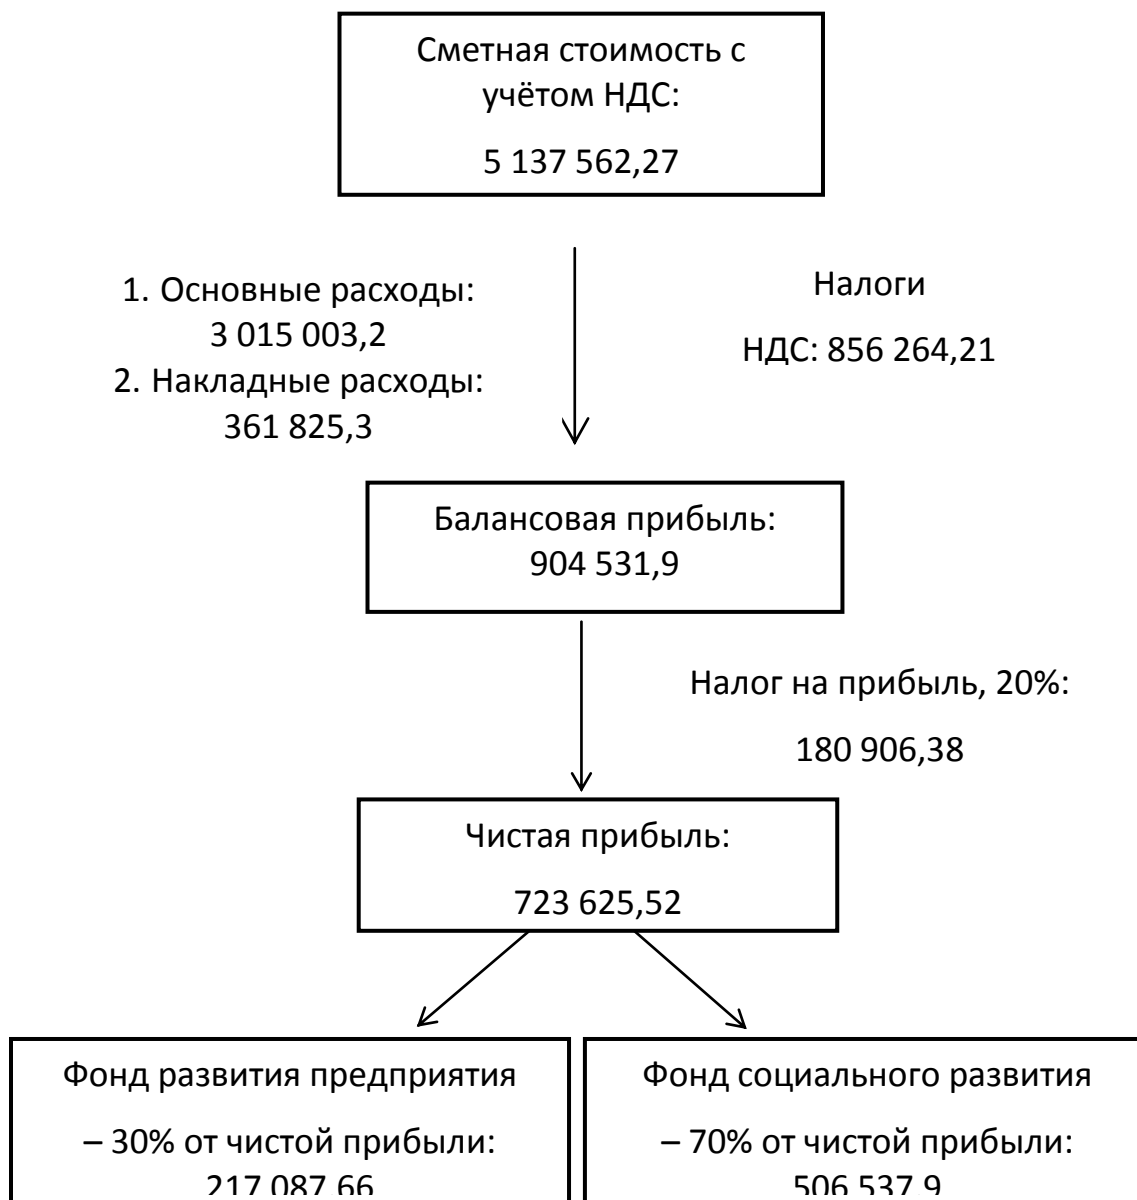 Сметная стоимость с
учётом НДС:
5 137 562,27
1. Основные расходы:
3 015 003,2
2. Накладные расходы:
361 825,3
Налоги
НДС: 856 264,21
Балансовая прибыль:
904 531,9
Налог на прибыль, 20%:
180 906,38
Чистая прибыль:
723 625,52
Фонд развития предприятия
– 30% от чистой прибыли:
217 087,66
Фонд социального развития
– 70% от чистой прибыли:
506 537,9